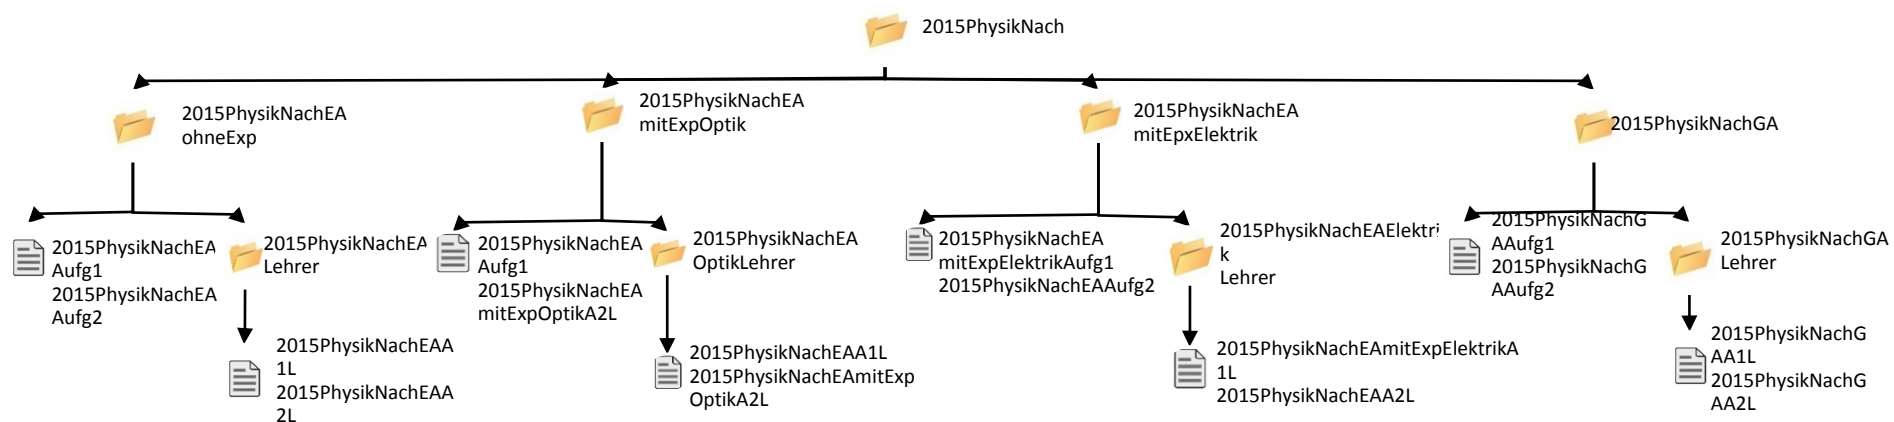 2015PhysikNach
2015PhysikNachEA
ohneExp
2015PhysikNachEA
mitExpOptik
2015PhysikNachEA
mitEpxElektrik
2015PhysikNachGA
2015PhysikNachEA
Aufg1
2015PhysikNachEA
Aufg2
2015PhysikNachEA
Lehrer
2015PhysikNachEA
Aufg1
2015PhysikNachEA
mitExpOptikA2L
2015PhysikNachEA
OptikLehrer
2015PhysikNachEA
mitExpElektrikAufg1
2015PhysikNachEAAufg2
2015PhysikNachEAElektri
k
Lehrer
2015PhysikNachG
AAufg1
2015PhysikNachG
AAufg2
2015PhysikNachGA
Lehrer
2015PhysikNachEAA
1L
2015PhysikNachEAA
2L
2015PhysikNachEAA1L
2015PhysikNachEAmitExp
OptikA2L
2015PhysikNachEAmitExpElektrikA
1L
2015PhysikNachEAA2L
2015PhysikNachG
AA1L
2015PhysikNachG
AA2L